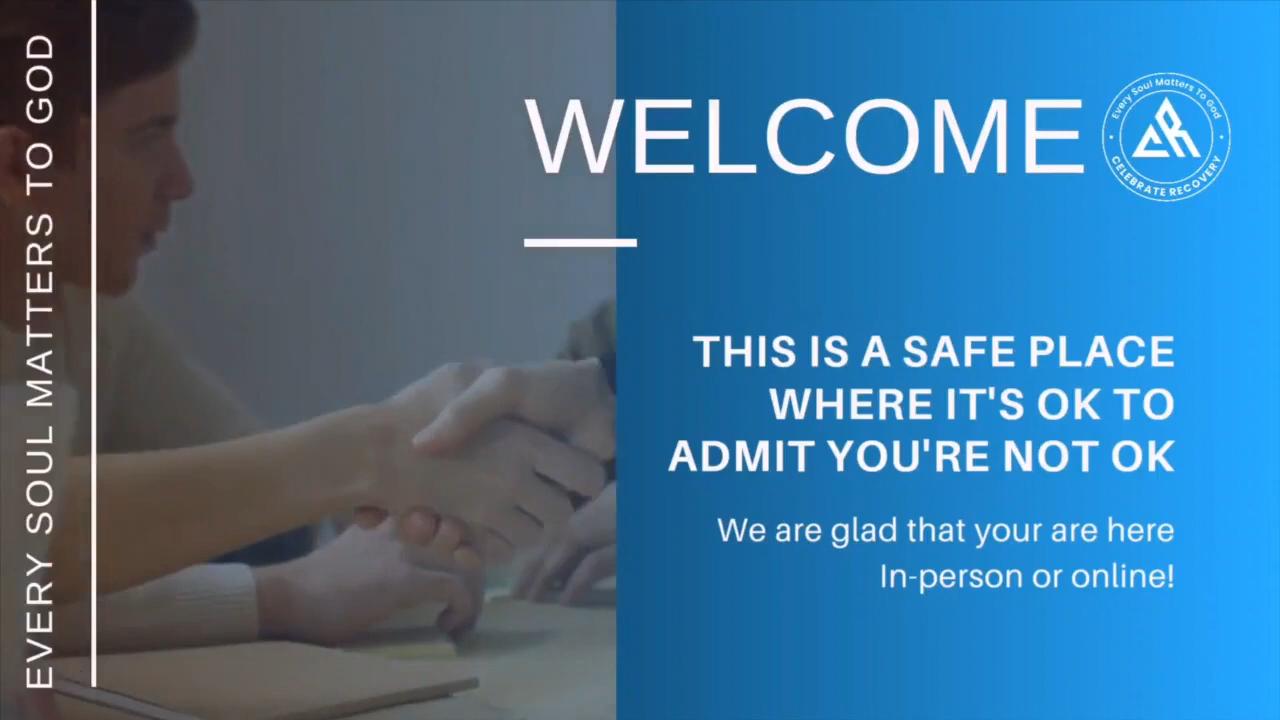 EVERY SOUL MATTERS TO GOD
WELCOME
Every Soul Matters To God
CR
CELEBRATE RECOVERY
THIS IS A SAFE PLACE
WHERE IT'S OK TO
ADMIT YOU'RE NOT OK
We are glad that your are here
In-person or online!